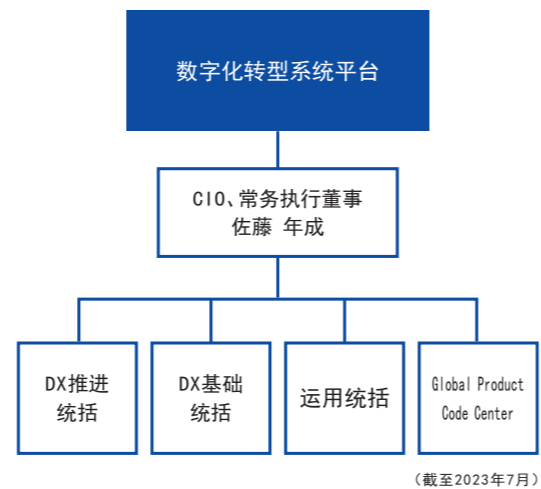 数字化转型系统平台
CIO、常务执行董事
佐藤 年成
DX推进
统括
DX基础
统括
运用统括
Global Product
Code Center
（截至2023年7月）